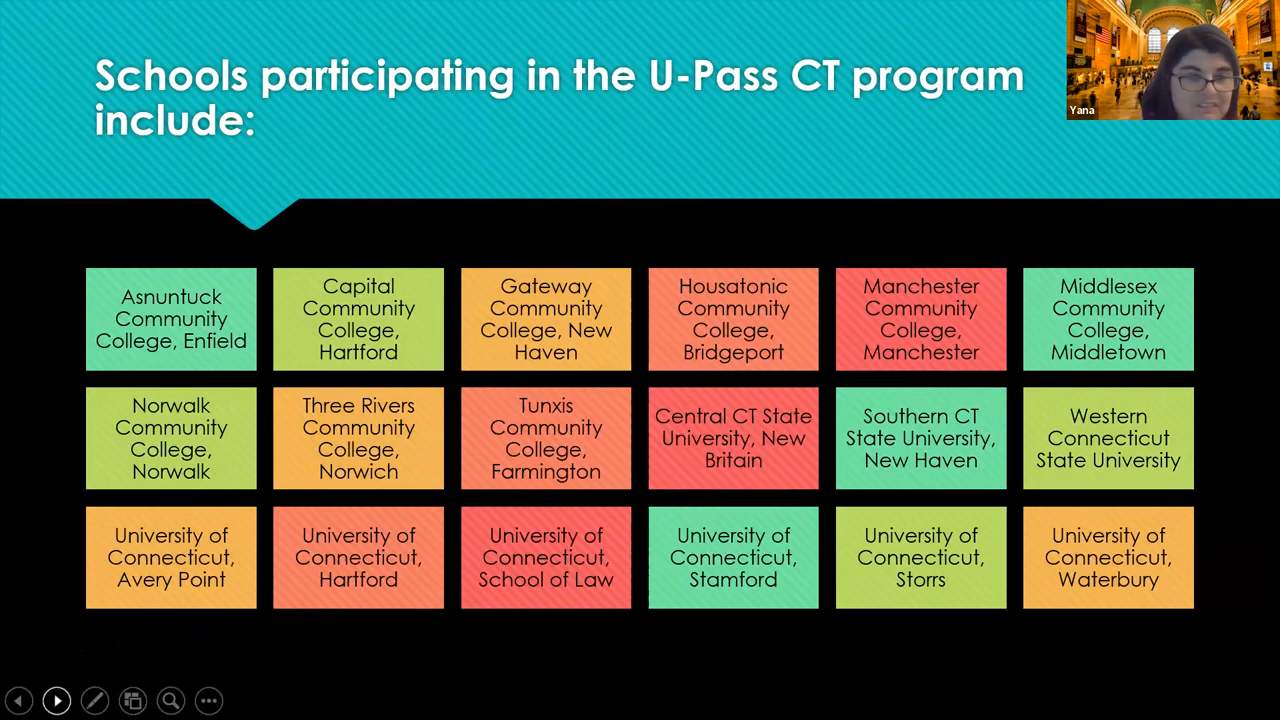 Schools participating in the U-Pass CT program
include:
Yana
Asnuntuck
Community
College, Enfield
Capital
Community
College,
Hartford
Gateway
Community
College, New
Haven
Housatonic
Community
College,
Bridgeport
Manchester
Community
College,
Manchester
Middlesex
Community
College,
Middletown
Norwalk
Community
College,
Norwalk
Three Rivers
Community
College,
Norwich
Tunxis
Community
College,
Farmington
Central CT State
University, New
Britain
Southern CT
State University,
New Haven
Western
Connecticut
State University
University of
Connecticut,
Avery Point
University of
Connecticut,
Hartford
University of
Connecticut,
School of Law
University of
Connecticut,
Stamford
University of
Connecticut,
Storrs
University of
Connecticut,
Waterbury